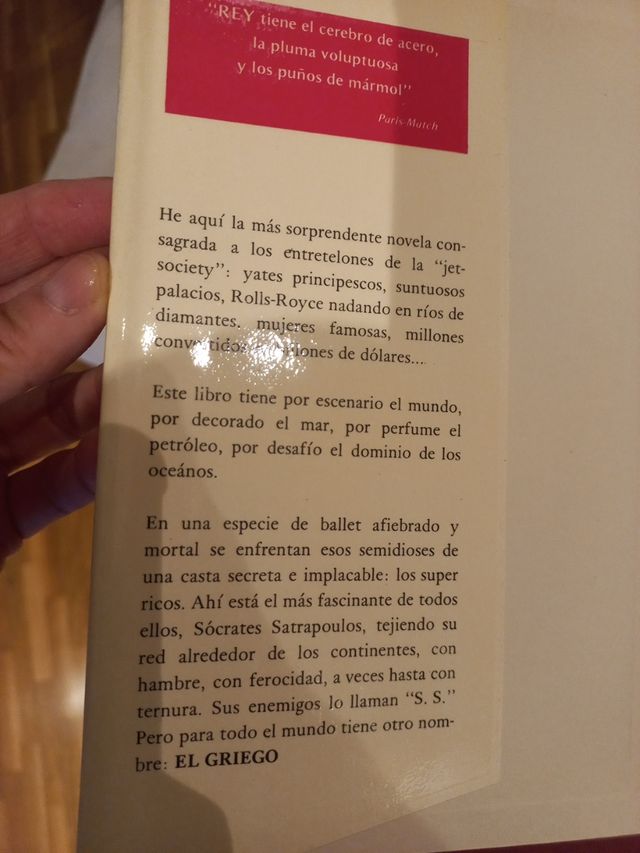 "REY tiene el cerebro de acero,
la pluma voluptuosa
y los puños de mármol"
Paris-Match
He aquí la más sorprendente novela con-
sagrada a los entretelones de la "jet-
society": yates principescos, suntuosos
palacios, Rolls-Royce nadando en ríos de
diamantes, mujeres famosas, millones
de dólares....
Este libro tiene por escenario el mundo,
por decorado el mar, por perfume el
petróleo, por desafío el dominio de los
oceános.
En una especie de ballet afiebrado y
mortal se enfrentan esos semidioses de
una casta secreta e implacable: los super
ricos. Ahí está el más fascinante de todos
ellos, Sócrates Satrapoulos, tejiendo su
red alrededor de los continentes, con
hambre, con ferocidad, a veces hasta con
ternura. Sus enemigos lo llaman "S. S."
Pero para todo el mundo tiene otro nom-
bre: EL GRIEGO